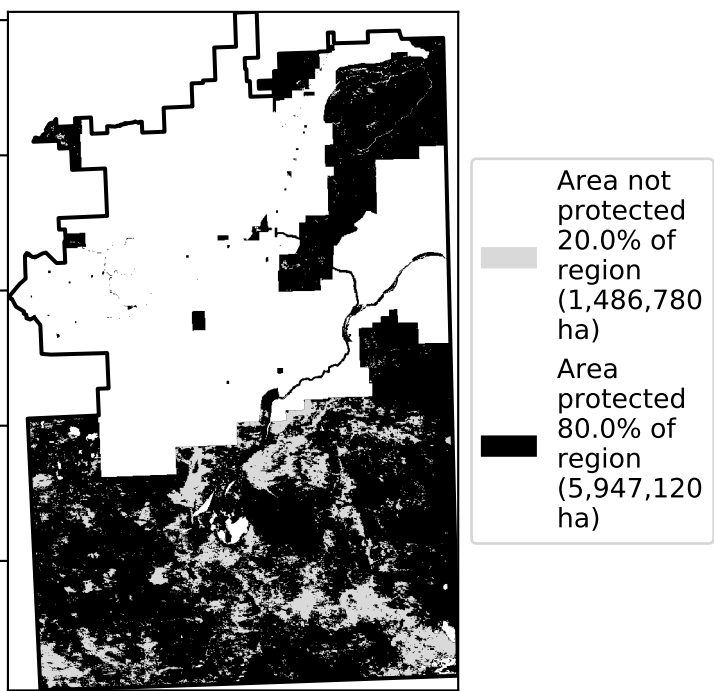 Area not
protected
20.0% of
region
(1,486,780
ha)
Area
protected
80.0% of
region
(5,947,120
ha)